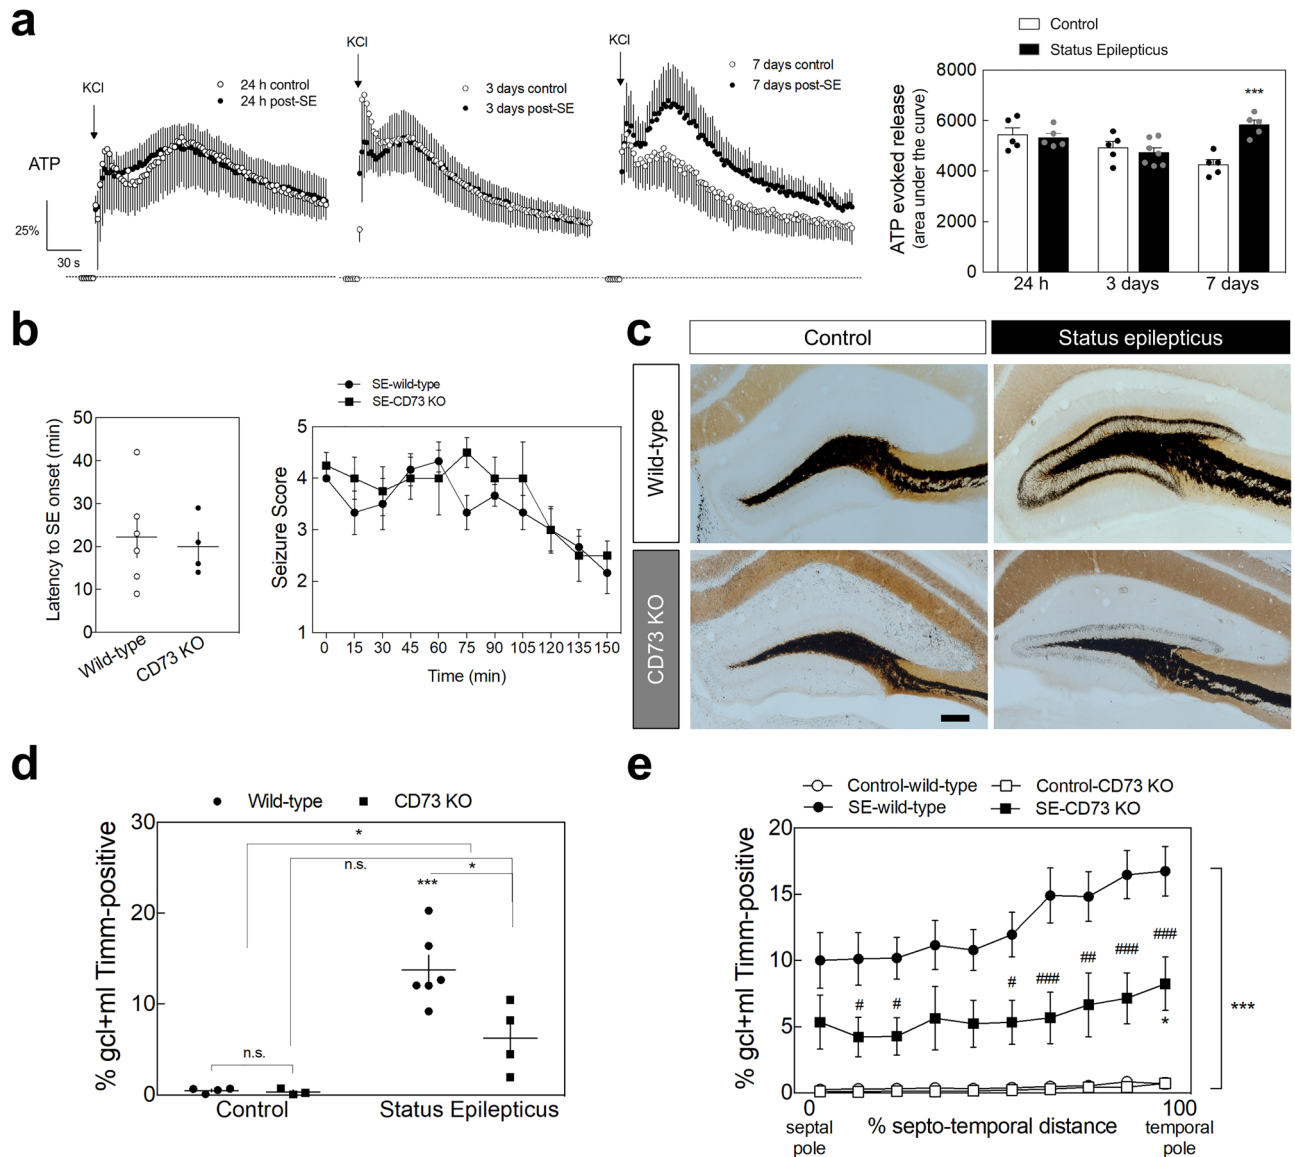 a
KCl
24 h control
24 h post-SE
ATP
25%
30 s
KCl
3 days control
3 days post-SE
KCl
7 days control
7 days post-SE
Control
Status Epilepticus
ATP evoked release
(area under the curve)
8000
6000
4000
2000
0
***
24 h
3 days
7 days
b
Latency to SE onset (min)
50
40
30
20
10
0
Wild-type
CD73 KO
SE-wild-type
SE-CD73 KO
Seizure Score
5
4
3
2
1
0 15 30 45 60 75 90 105 120 135 150
Time (min)
c
Control
Status epilepticus
Wild-type
CD73 KO
d
Wild-type
CD73 KO
% gcl+ml Timm-positive
30
20
10
0
*
n.s.
*
***
n.s.
Control
Status Epilepticus
e
Control-wild-type
Control-CD73 KO
SE-wild-type
SE-CD73 KO
% gcl+ml Timm-positive
20
15
10
5
0
# # # ### ## ### ###
*
***
0
100
septal
pole
% septo-temporal distance
temporal
pole